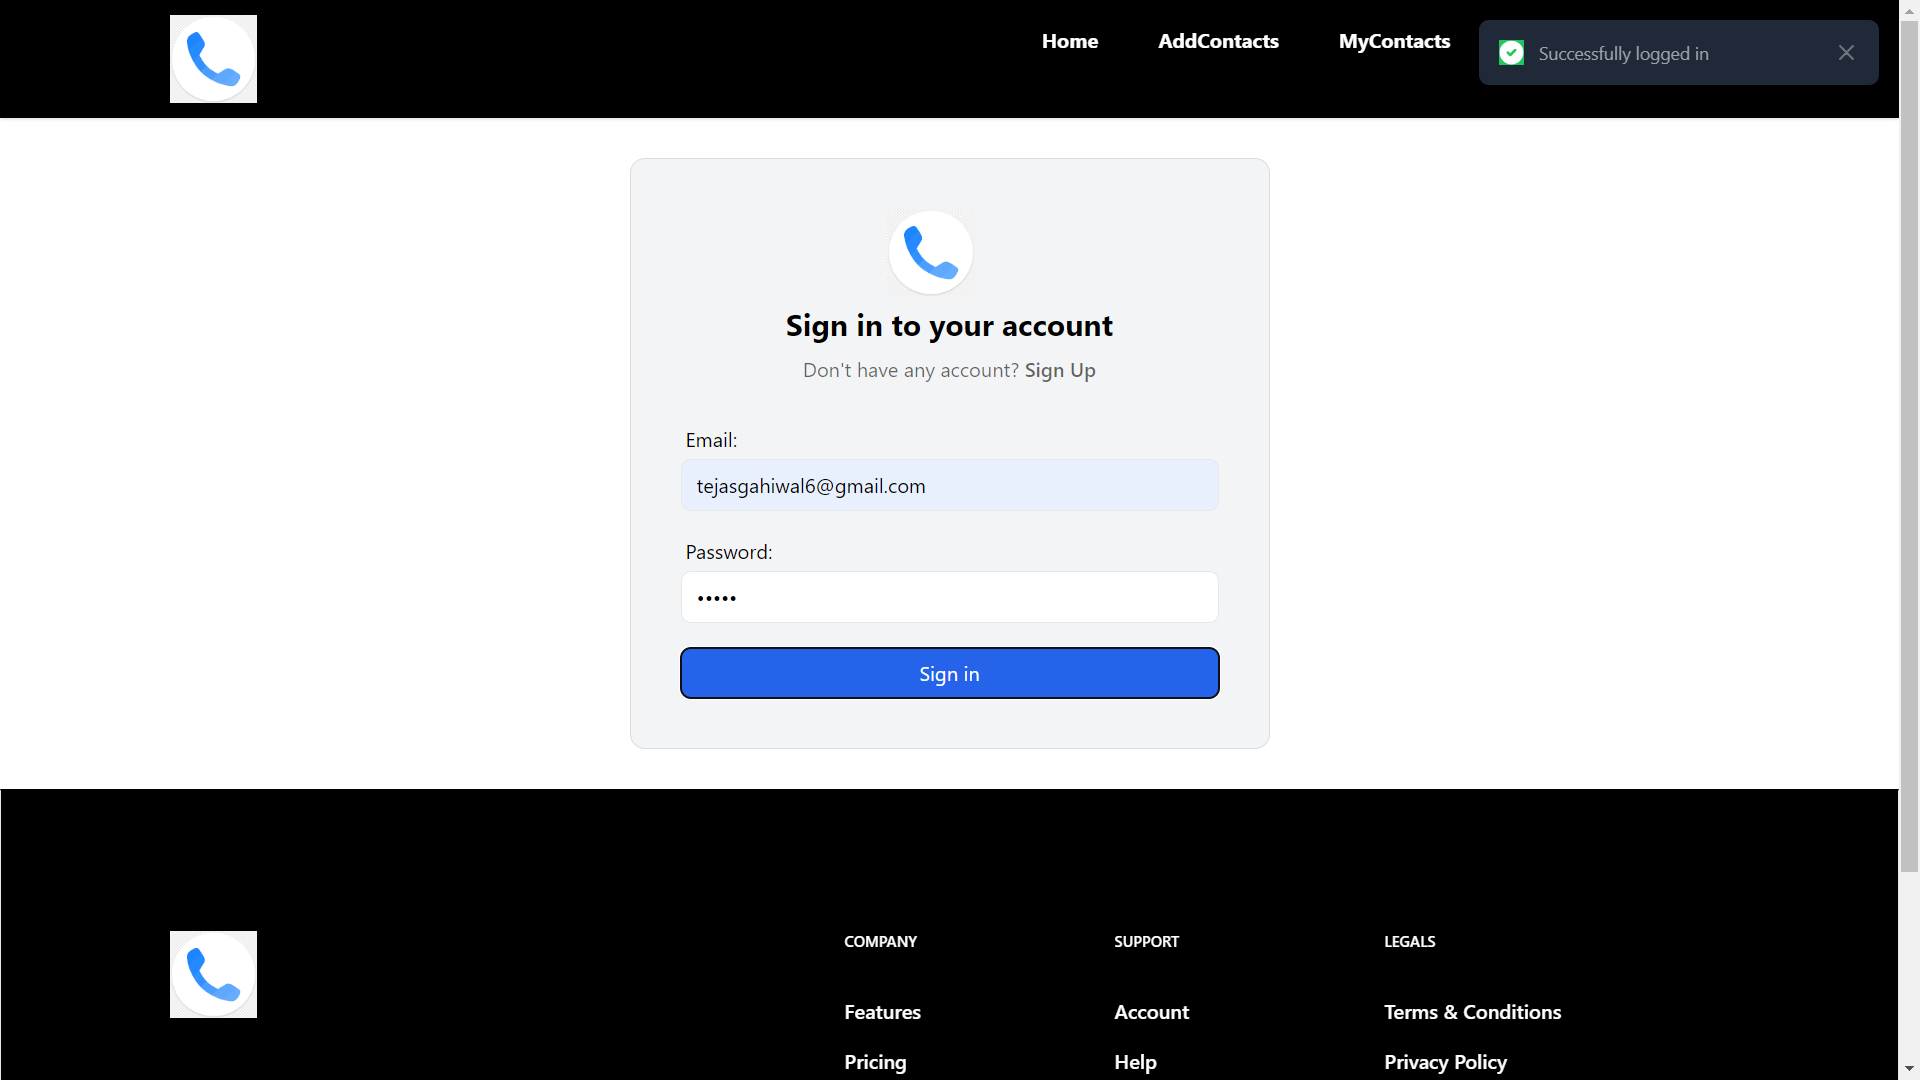 Home AddContacts MyContacts
Successfully logged in
Sign in to your account
Don't have any account? Sign Up
Email:
tejasgahiwal6@gmail.com
Password:
•••••
Sign in
COMPANY SUPPORT LEGALS
Features Account Terms & Conditions
Pricing Help Privacy Policy